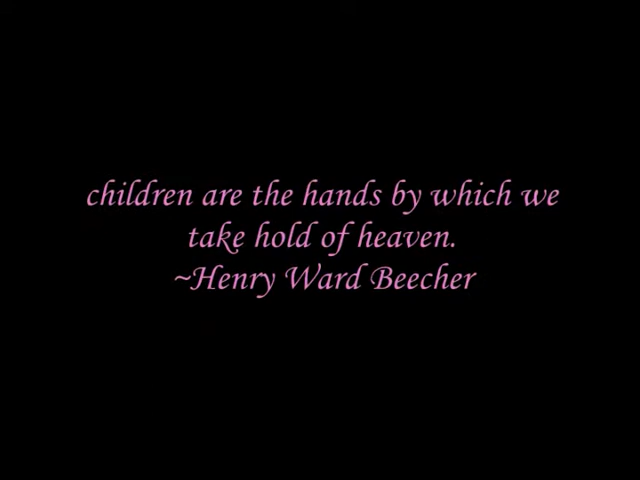 children are the hands by which we
take hold of heaven.
~Henry Ward Beecher